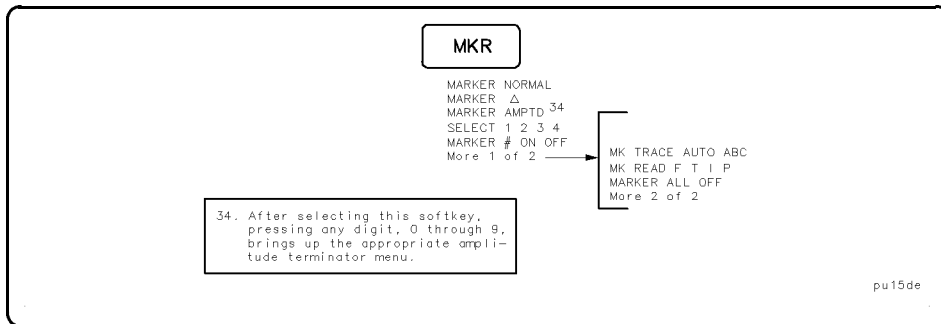 MKR
MARKER NORMAL
MARKER △
MARKER AMPTD 34
SELECT 1 2 3 4
MARKER # ON OFF
More 1 of 2
MK TRACE AUTO ABC
MK READ F T I P
MARKER ALL OFF
More 2 of 2
34. After selecting this softkey,
pressing any digit, 0 through 9,
brings up the appropriate ampli-
tude terminator menu.
pu15de